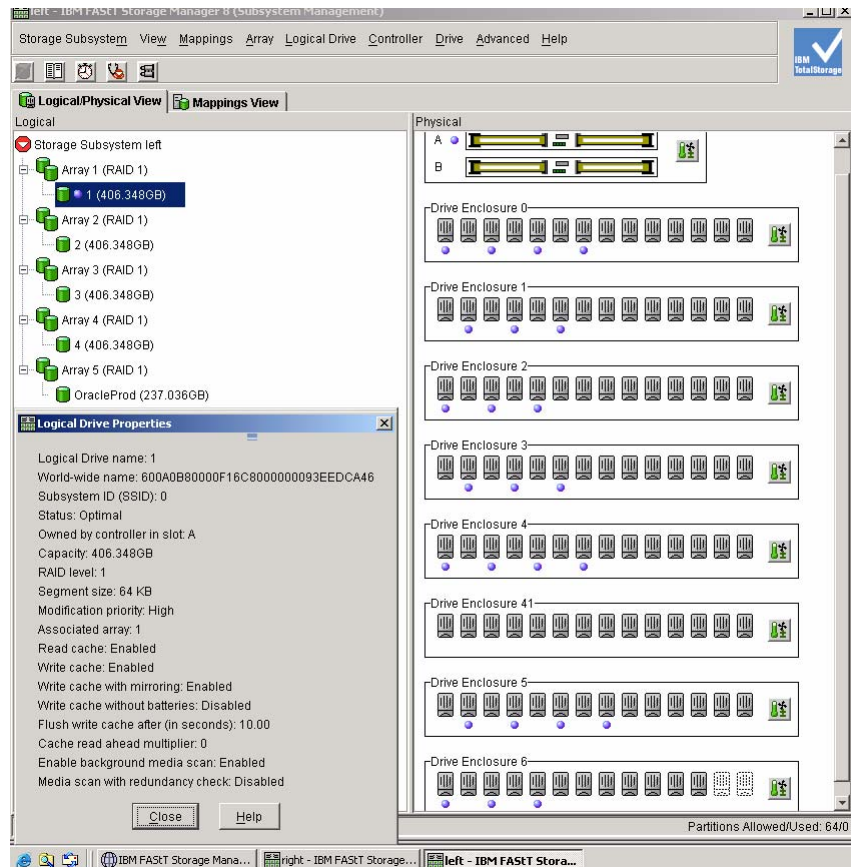 left - IBM FAStT Storage Manager 8 (Subsystem Management)
Storage Subsystem View Mappings Array Logical Drive Controller Drive Advanced Help
IBM
TotalStorage
Logical/Physical View Mappings View
Logical
Physical
Storage Subsystem left
Array 1 (RAID 1)
1 (406.348GB)
Array 2 (RAID 1)
2 (406.348GB)
Array 3 (RAID 1)
3 (406.348GB)
Array 4 (RAID 1)
4 (406.348GB)
Array 5 (RAID 1)
OracleProd (237.036GB)
A
B
Drive Enclosure 0
Drive Enclosure 1
Drive Enclosure 2
Drive Enclosure 3
Drive Enclosure 4
Drive Enclosure 41
Drive Enclosure 5
Drive Enclosure 6
Logical Drive Properties
Logical Drive name: 1
World-wide name: 600A0B80000F16C8000000093EEDCA46
Subsystem ID (SSID): 0
Status: Optimal
Owned by controller in slot: A
Capacity: 406.348GB
RAID level: 1
Segment size: 64 KB
Modification priority: High
Associated array: 1
Read cache: Enabled
Write cache: Enabled
Write cache with mirroring: Enabled
Write cache without batteries: Disabled
Flush write cache after (in seconds): 10.00
Cache read ahead multiplier: 0
Enable background media scan: Enabled
Media scan with redundancy check: Disabled
Close Help
Partitions Allowed/Used: 64/0
IBM FAStT Storage Mana... right - IBM FAStT Storage... left - IBM FAStT Stora...